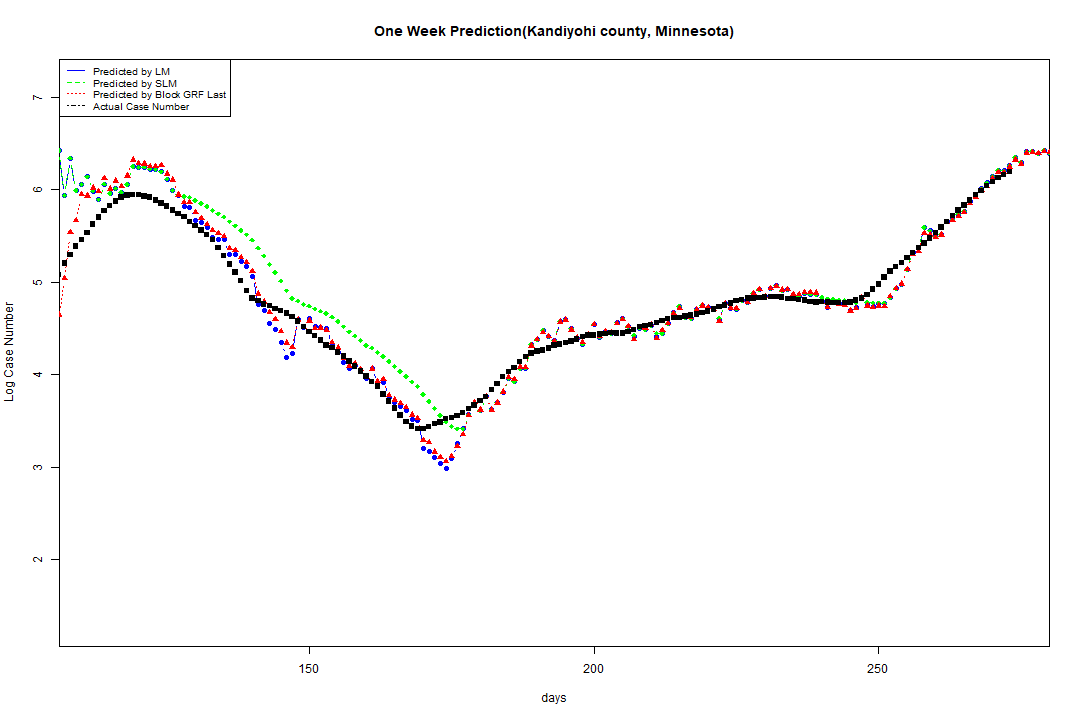 One Week Prediction(Kandiyohi county, Minnesota)
Predicted by LM
Predicted by SLM
Predicted by Block GRF Last
Actual Case Number
7
6
5
4
3
2
Log Case Number
150
200
250
days